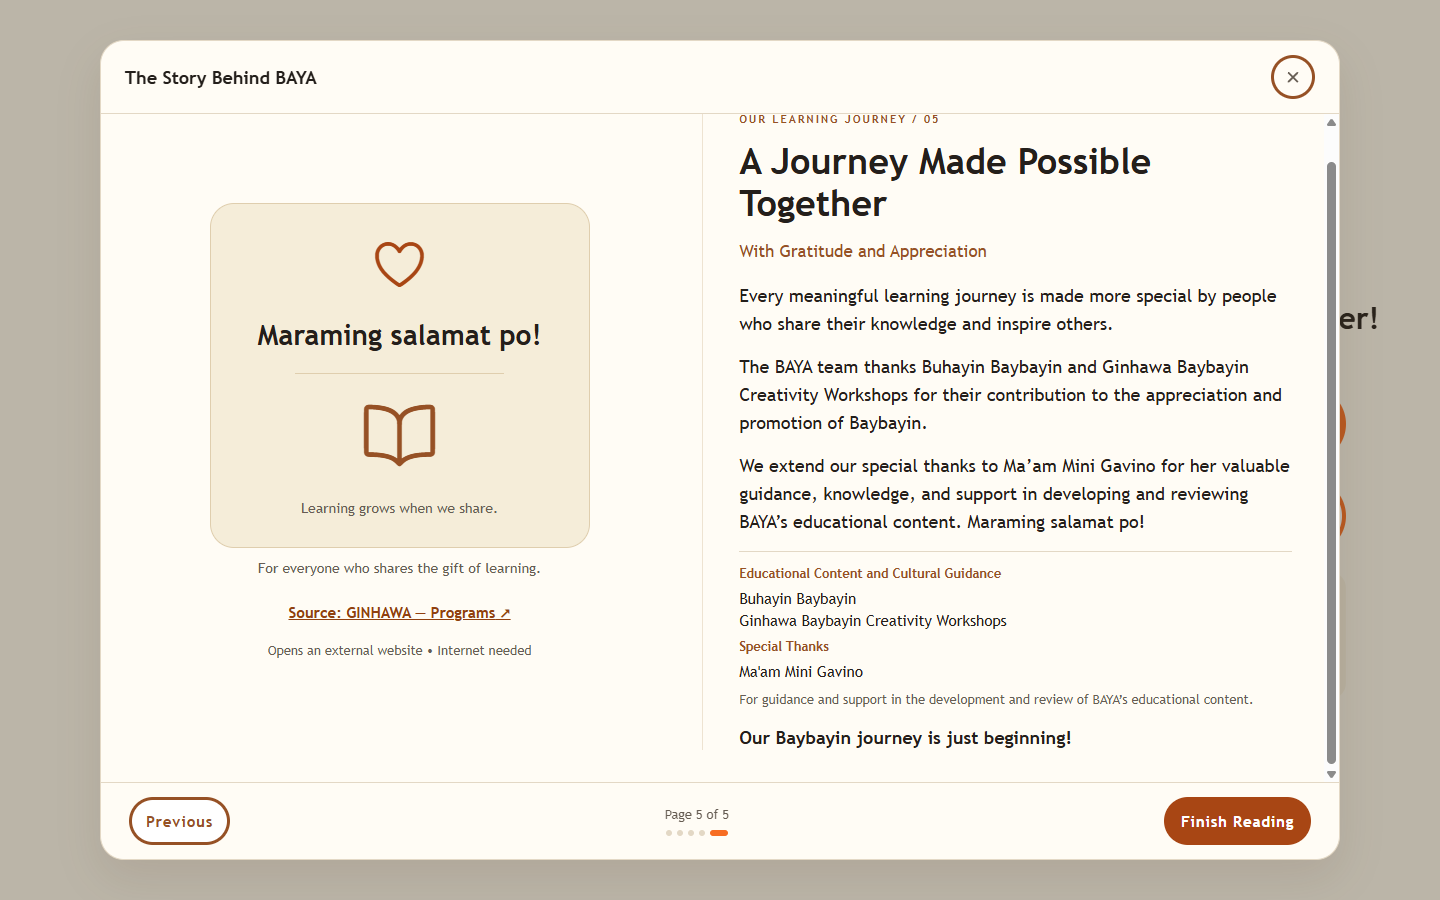 The Story Behind BAYA
Maraming salamat po!
Learning grows when we share.
For everyone who shares the gift of learning.
Source: GINHAWA — Programs ↗
Opens an external website • Internet needed
OUR LEARNING JOURNEY / 05
A Journey Made Possible
Together
With Gratitude and Appreciation
Every meaningful learning journey is made more special by people
who share their knowledge and inspire others.
The BAYA team thanks Buhayin Baybayin and Ginhawa Baybayin
Creativity Workshops for their contribution to the appreciation and
promotion of Baybayin.
We extend our special thanks to Ma’am Mini Gavino for her valuable
guidance, knowledge, and support in developing and reviewing
BAYA’s educational content. Maraming salamat po!
Educational Content and Cultural Guidance
Buhayin Baybayin
Ginhawa Baybayin Creativity Workshops
Special Thanks
Ma'am Mini Gavino
For guidance and support in the development and review of BAYA’s educational content.
Our Baybayin journey is just beginning!
er!
Previous
Page 5 of 5
Finish Reading